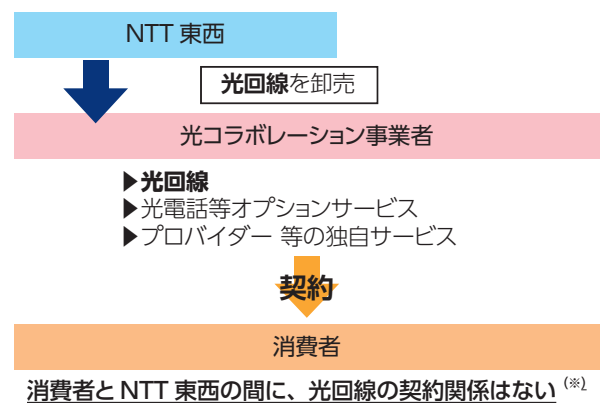 NTT 東西
光回線を卸売
光コラボレーション事業者
▶光回線
▶光電話等オプションサービス
▶プロバイダー 等の独自サービス
契約
消費者
消費者と NTT 東西の間に、光回線の契約関係はない(※)